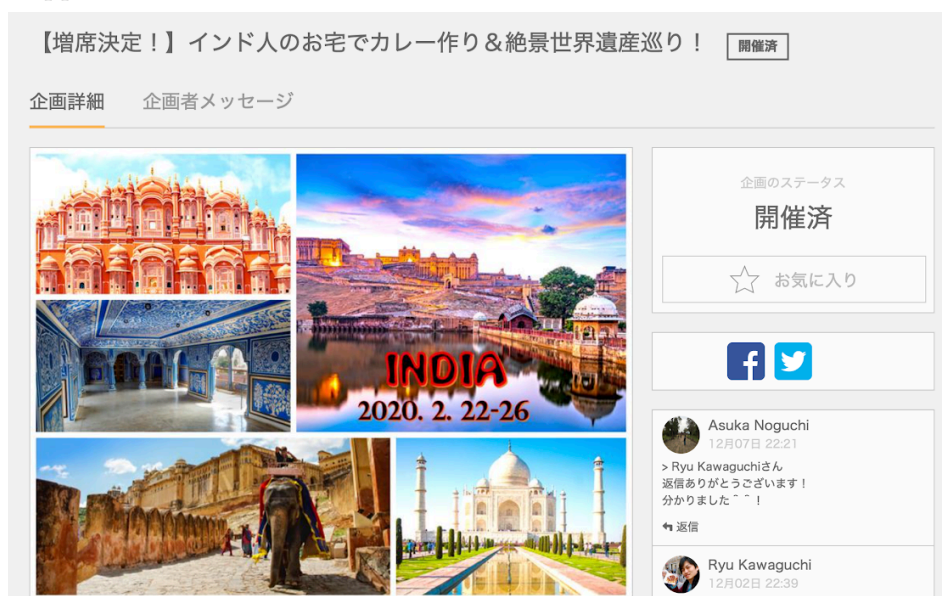 【増席決定！】インド人のお宅でカレー作り＆絶景世界遺産巡り！
開催済
企画詳細
企画者メッセージ
INDIA
2020. 2. 22-26
企画のステータス
開催済
お気に入り
Asuka Noguchi
12月07日 22:21
> Ryu Kawaguchiさん
返信ありがとうございます！
分かりました＾＾！
返信
Ryu Kawaguchi
12月02日 22:39